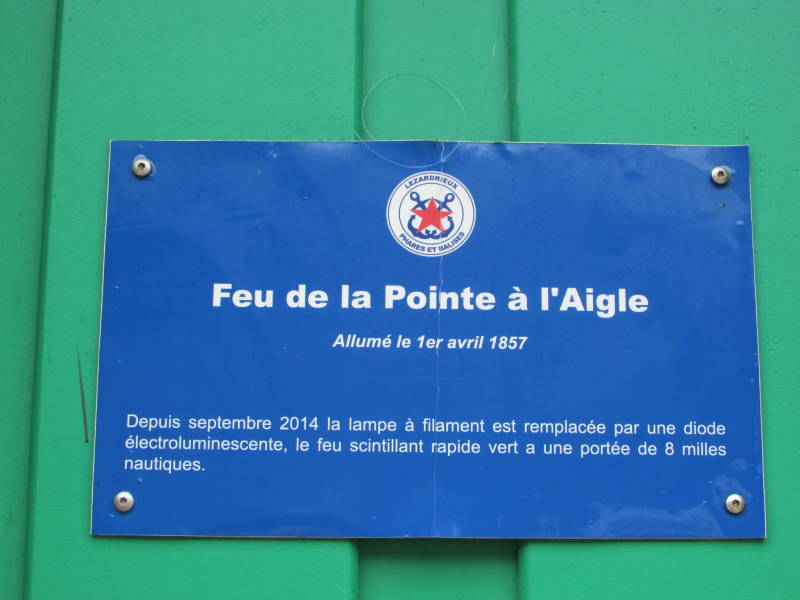 LEZARDRIEUX
PHARES ET BALISES
Feu de la Pointe à l'Aigle
Allumé le 1er avril 1857
Depuis septembre 2014 la lampe à filament est remplacée par une diode
électroluminescente, le feu scintillant rapide vert a une portée de 8 milles
nautiques.